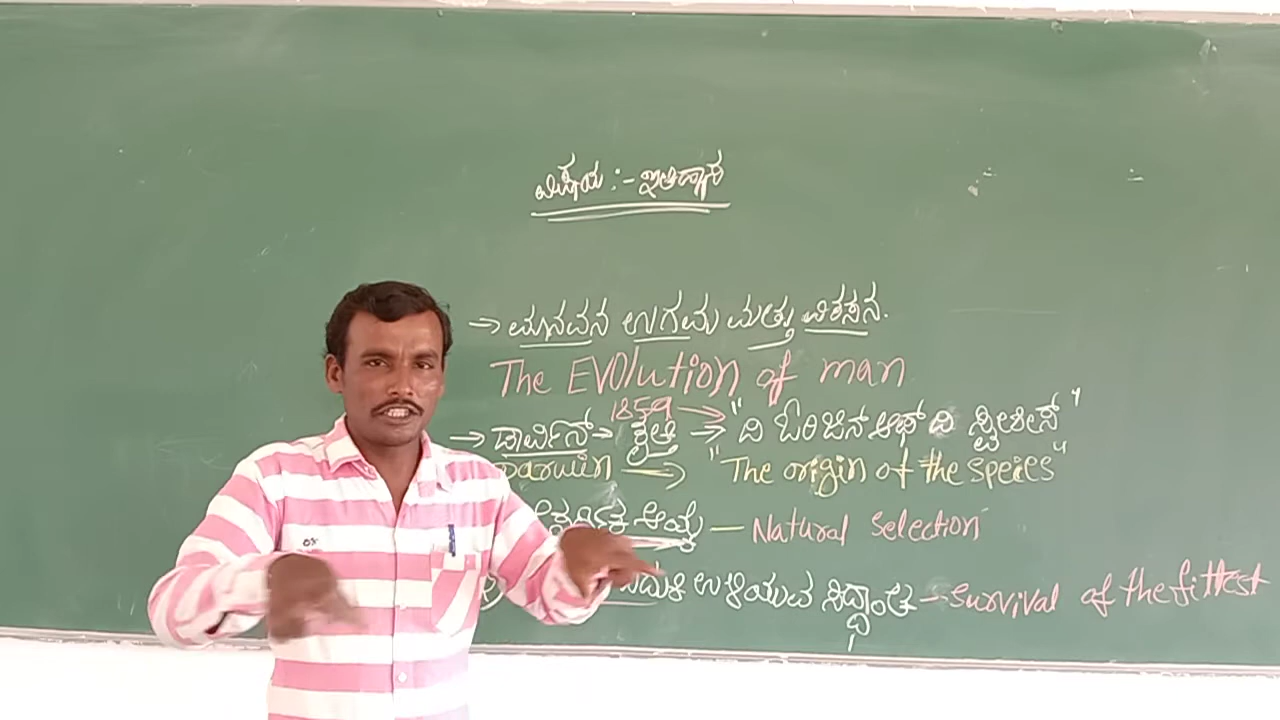 ವಿಷಯ :- ಇತಿಹಾಸ
→ ಮಾನವನ ಉಗಮ ಮತ್ತು ವಿಕಸನ.
The EVOlution of man
1859 →
→ ಡಾರ್ವಿನ್ → ಕೃತಿ → "ದಿ ಓರಿಜಿನ್ ಆಫ್ ದಿ ಸ್ಪೀಶೀಸ್"
Darwin → "The origin of the species"
ಆಯ್ಕೆ — Natural selection
ಬದುಕಿ ಉಳಿಯುವ ಸಿದ್ಧಾಂತ - survival of the fittest